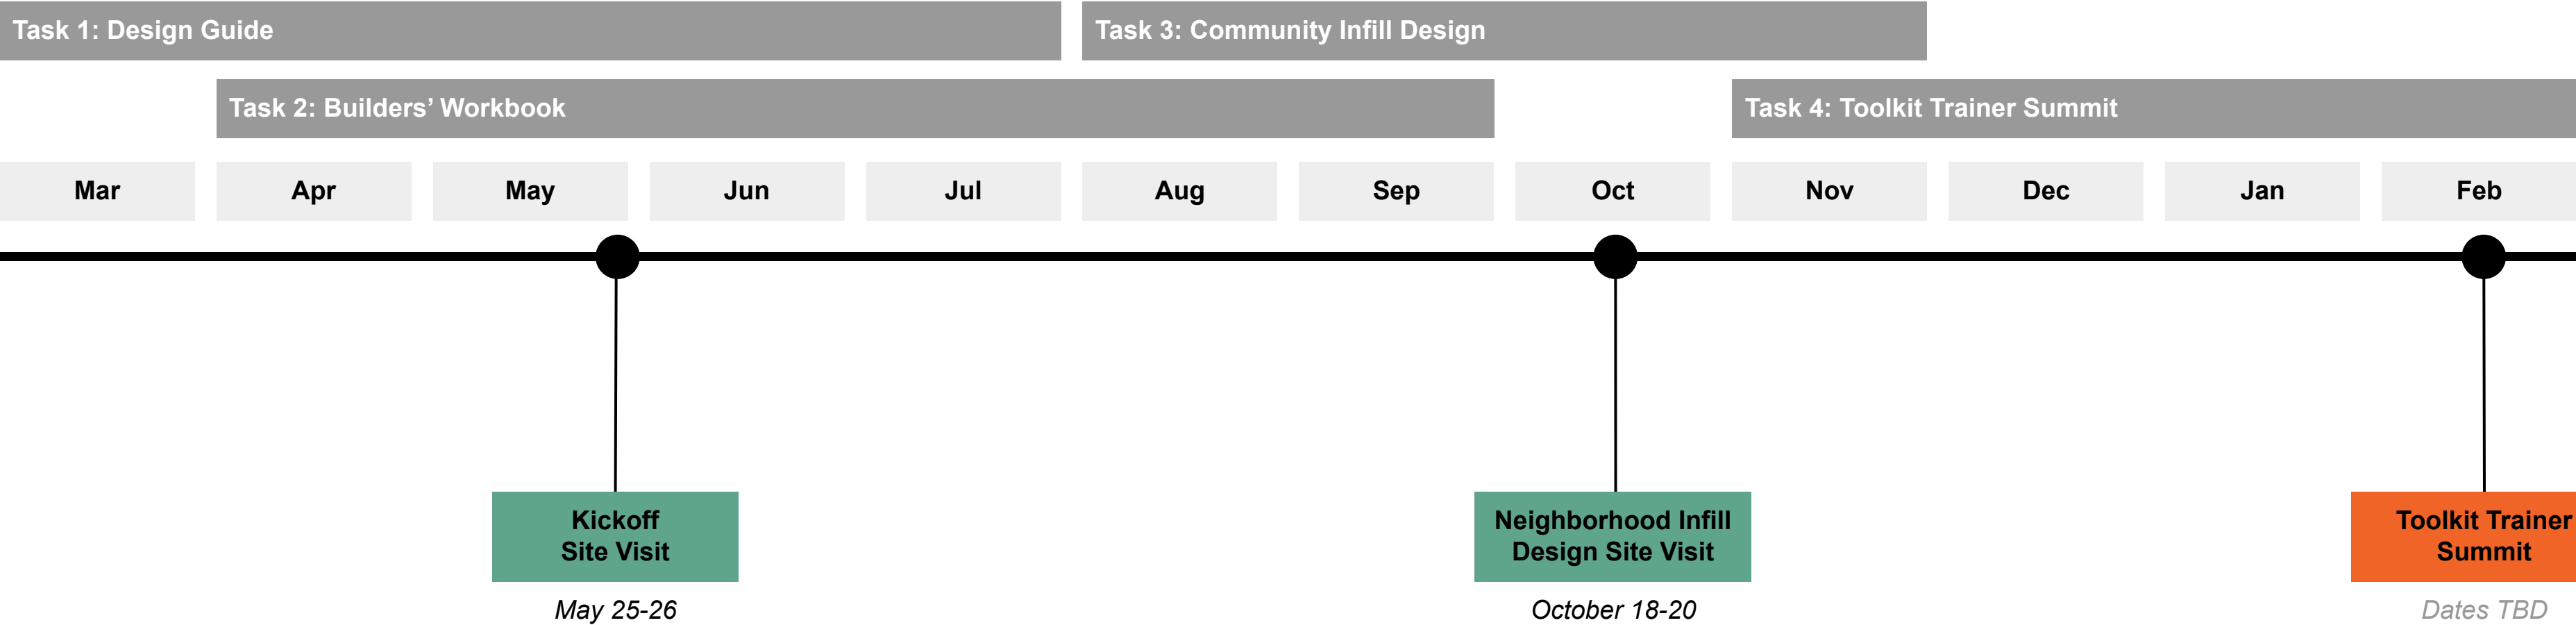 Task 1: Design Guide
Task 3: Community Infill Design
Task 2: Builders’ Workbook
Task 4: Toolkit Trainer Summit
Mar
Apr
May
Jun
Jul
Aug
Sep
Oct
Nov
Dec
Jan
Feb
Kickoff
Site Visit
May 25-26
Neighborhood Infill
Design Site Visit
October 18-20
Toolkit Trainer
Summit
Dates TBD